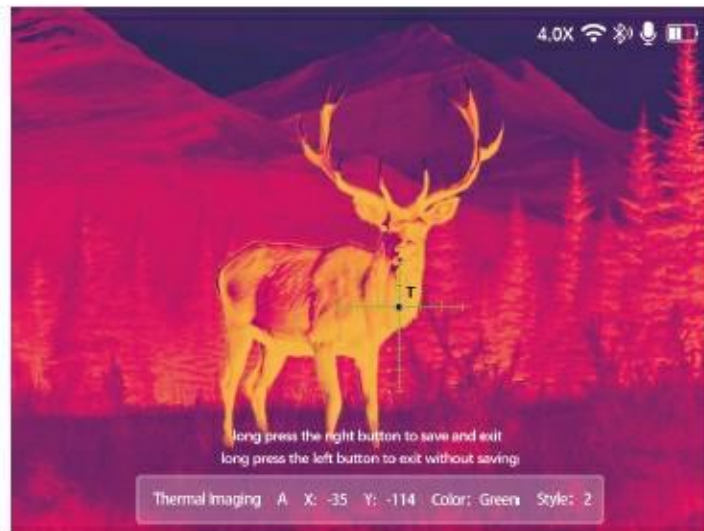 4.0X
T
long press the right button to save and exit
long press the left button to exit without saving
Thermal Imaging A X: -35 Y: -114 Color: Green Style: 2